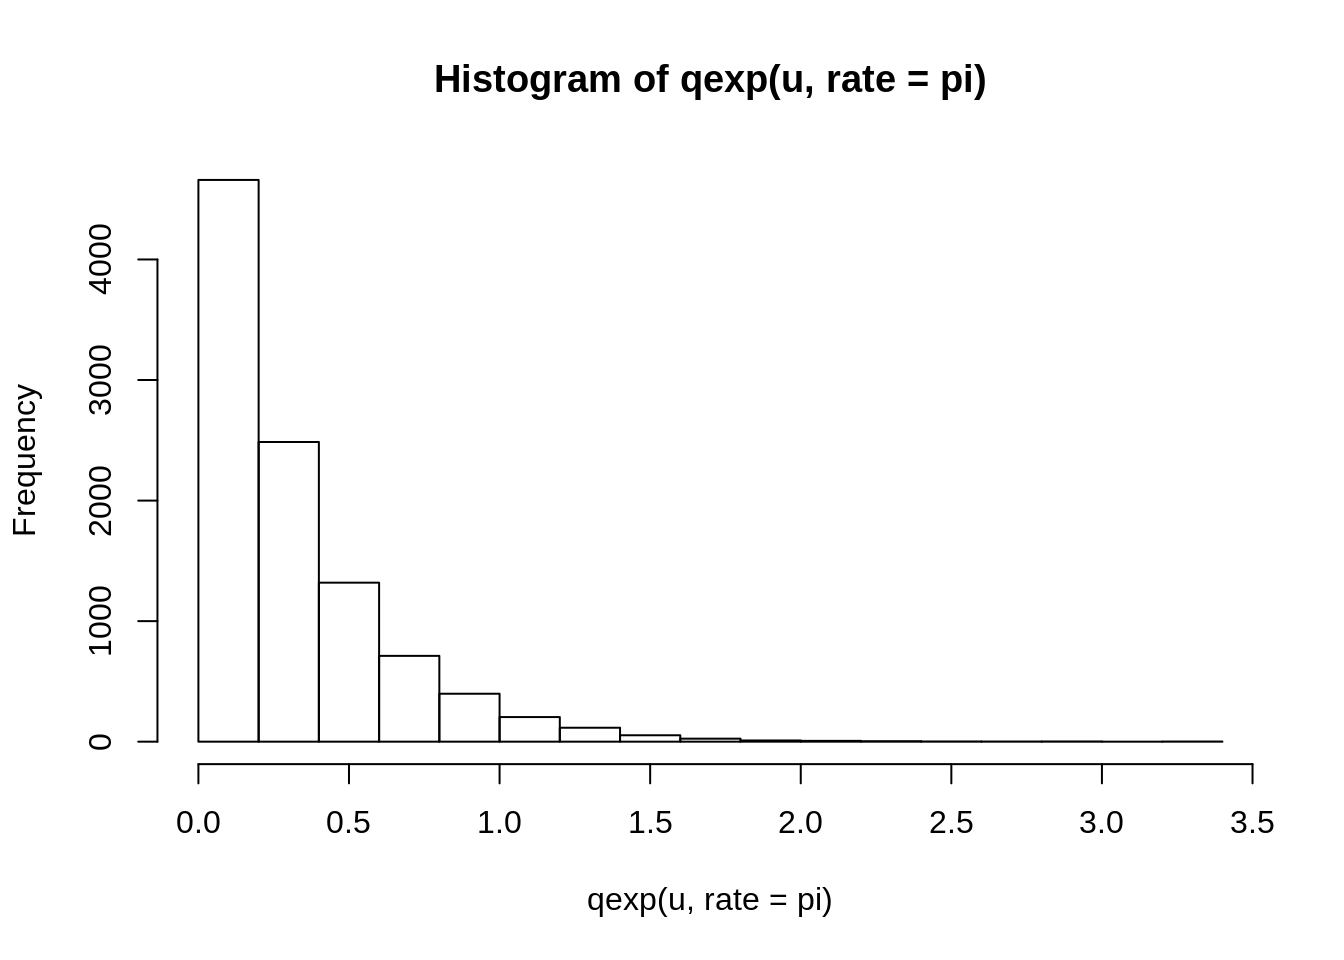 Histogram of qexp(u, rate = pi)
Frequency
4000
3000
2000
1000
0
0.0 0.5 1.0 1.5 2.0 2.5 3.0 3.5
qexp(u, rate = pi)